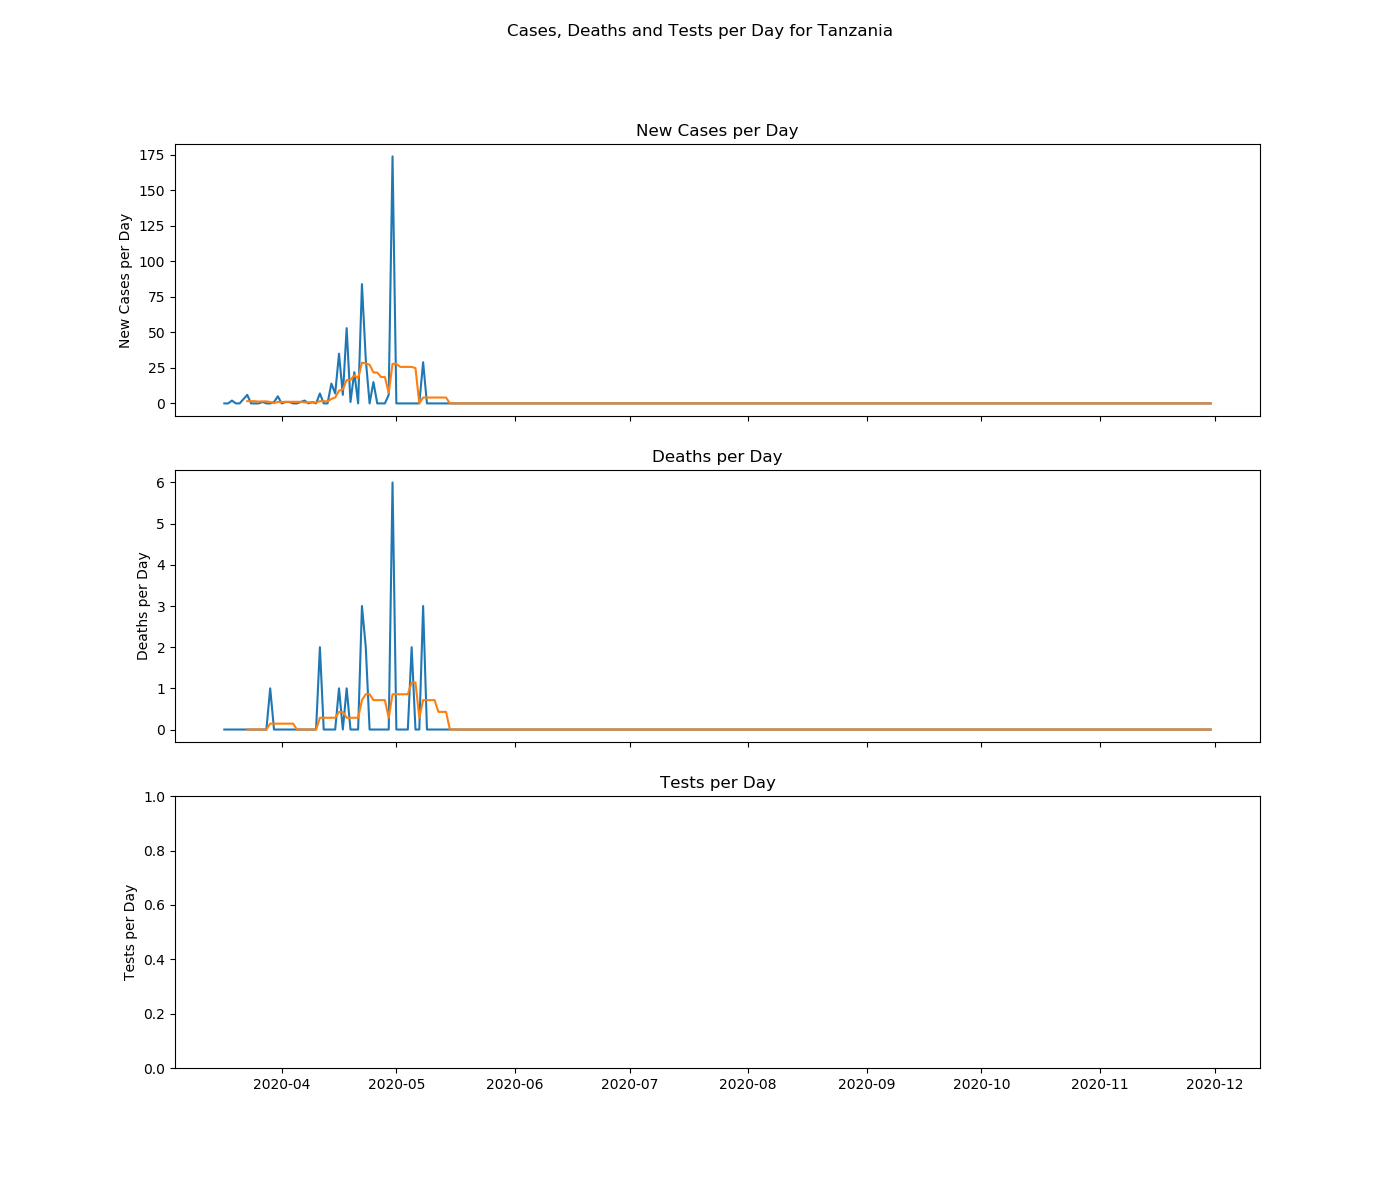 Cases, Deaths and Tests per Day for Tanzania
New Cases per Day
New Cases per Day
175
150
125
100
75
50
25
0
Deaths per Day
Deaths per Day
6
5
4
3
2
1
0
Tests per Day
Tests per Day
1.0
0.8
0.6
0.4
0.2
0.0
2020-04 2020-05 2020-06 2020-07 2020-08 2020-09 2020-10 2020-11 2020-12